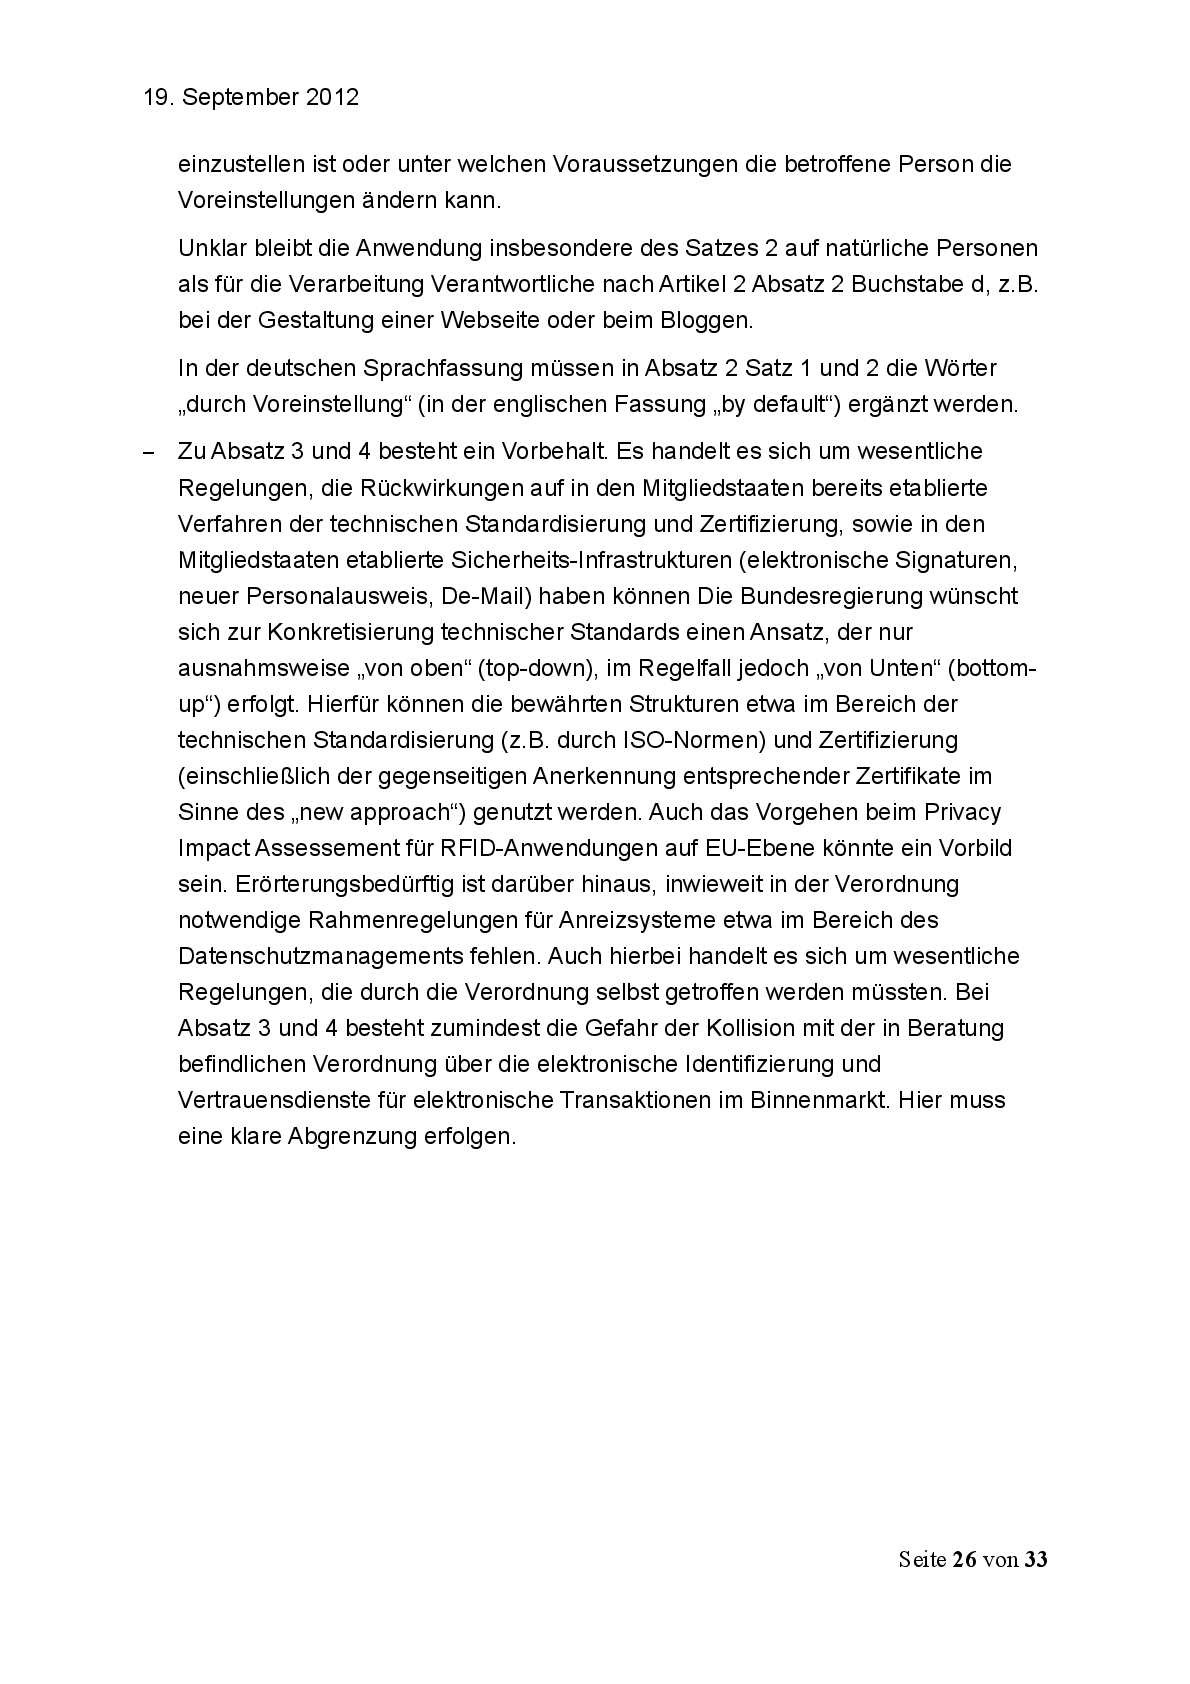 19. September 2012
einzustellen ist oder unter welchen Voraussetzungen die betroffene Person die
Voreinstellungen ändern kann.
Unklar bleibt die Anwendung insbesondere des Satzes 2 auf natürliche Personen
als für die Verarbeitung Verantwortliche nach Artikel 2 Absatz 2 Buchstabe d, z.B.
bei der Gestaltung einer Webseite oder beim Bloggen.
In der deutschen Sprachfassung müssen in Absatz 2 Satz 1 und 2 die Wörter
„durch Voreinstellung“ (in der englischen Fassung „by default“) ergänzt werden.
– Zu Absatz 3 und 4 besteht ein Vorbehalt. Es handelt es sich um wesentliche
Regelungen, die Rückwirkungen auf in den Mitgliedstaaten bereits etablierte
Verfahren der technischen Standardisierung und Zertifizierung, sowie in den
Mitgliedstaaten etablierte Sicherheits-Infrastrukturen (elektronische Signaturen,
neuer Personalausweis, De-Mail) haben können Die Bundesregierung wünscht
sich zur Konkretisierung technischer Standards einen Ansatz, der nur
ausnahmsweise „von oben“ (top-down), im Regelfall jedoch „von Unten“ (bottom-
up“) erfolgt. Hierfür können die bewährten Strukturen etwa im Bereich der
technischen Standardisierung (z.B. durch ISO-Normen) und Zertifizierung
(einschließlich der gegenseitigen Anerkennung entsprechender Zertifikate im
Sinne des „new approach“) genutzt werden. Auch das Vorgehen beim Privacy
Impact Assessement für RFID-Anwendungen auf EU-Ebene könnte ein Vorbild
sein. Erörterungsbedürftig ist darüber hinaus, inwieweit in der Verordnung
notwendige Rahmenregelungen für Anreizsysteme etwa im Bereich des
Datenschutzmanagements fehlen. Auch hierbei handelt es sich um wesentliche
Regelungen, die durch die Verordnung selbst getroffen werden müssten. Bei
Absatz 3 und 4 besteht zumindest die Gefahr der Kollision mit der in Beratung
befindlichen Verordnung über die elektronische Identifizierung und
Vertrauensdienste für elektronische Transaktionen im Binnenmarkt. Hier muss
eine klare Abgrenzung erfolgen.
Seite 26 von 33